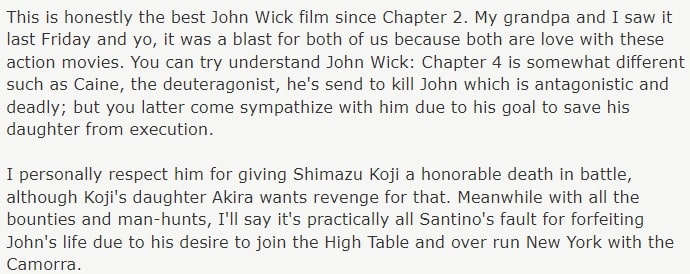 This is honestly the best John Wick film since Chapter 2. My grandpa and I saw it
last Friday and yo, it was a blast for both of us because both are love with these
action movies. You can try understand John Wick: Chapter 4 is somewhat different
such as Caine, the deuteragonist, he's send to kill John which is antagonistic and
deadly; but you latter come sympathize with him due to his goal to save his
daughter from execution.

I personally respect him for giving Shimazu Koji a honorable death in battle,
although Koji's daughter Akira wants revenge for that. Meanwhile with all the
bounties and man-hunts, I'll say it's practically all Santino's fault for forfeiting
John's life due to his desire to join the High Table and over run New York with the
Camorra.